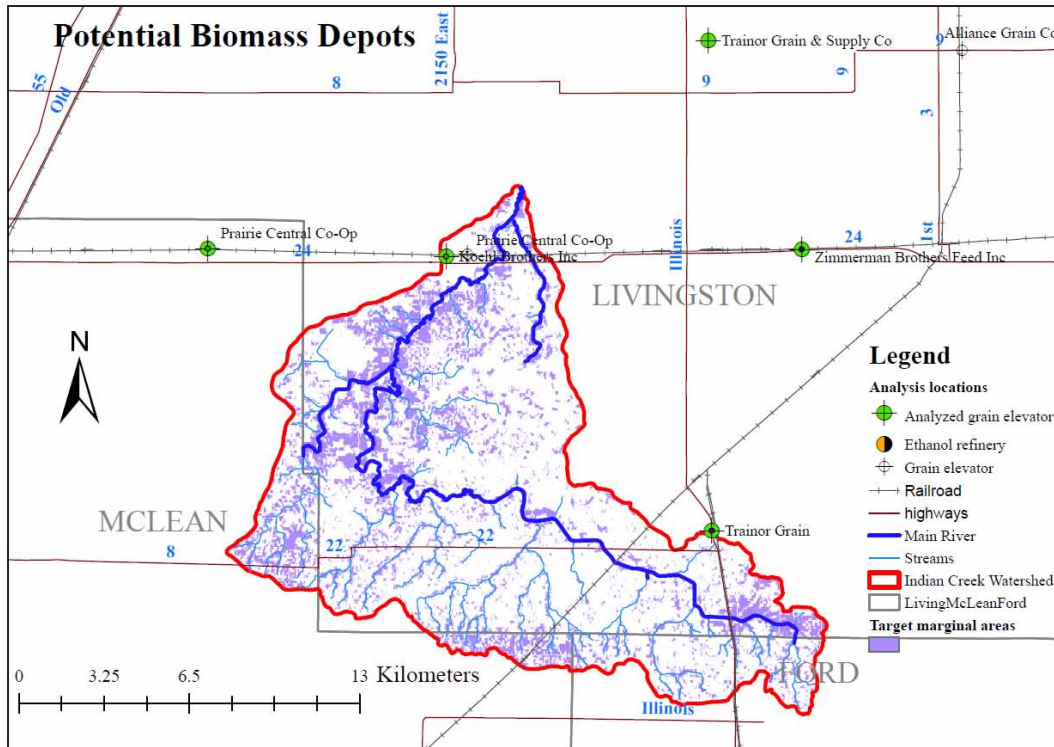 Potential Biomass Depots
2150 East
Trainor Grain & Supply Co
Alliance Grain Co
9
55
Old
8
9
9
3
Prairie Central Co-Op
24
Prairie Central Co-Op
Koehl Brothers Inc
Illinois
24
1st
Zimmerman Brothers Feed Inc
LIVINGSTON
N
Legend
Analysis locations
Analyzed grain elevator
Ethanol refinery
Grain elevator
Railroad
highways
Main River
Streams
Indian Creek Watershed
LivingMcLeanFord
Target marginal areas
MCLEAN
8
22
22
Trainor Grain
FORD
Illinois
0 3.25 6.5 13 Kilometers